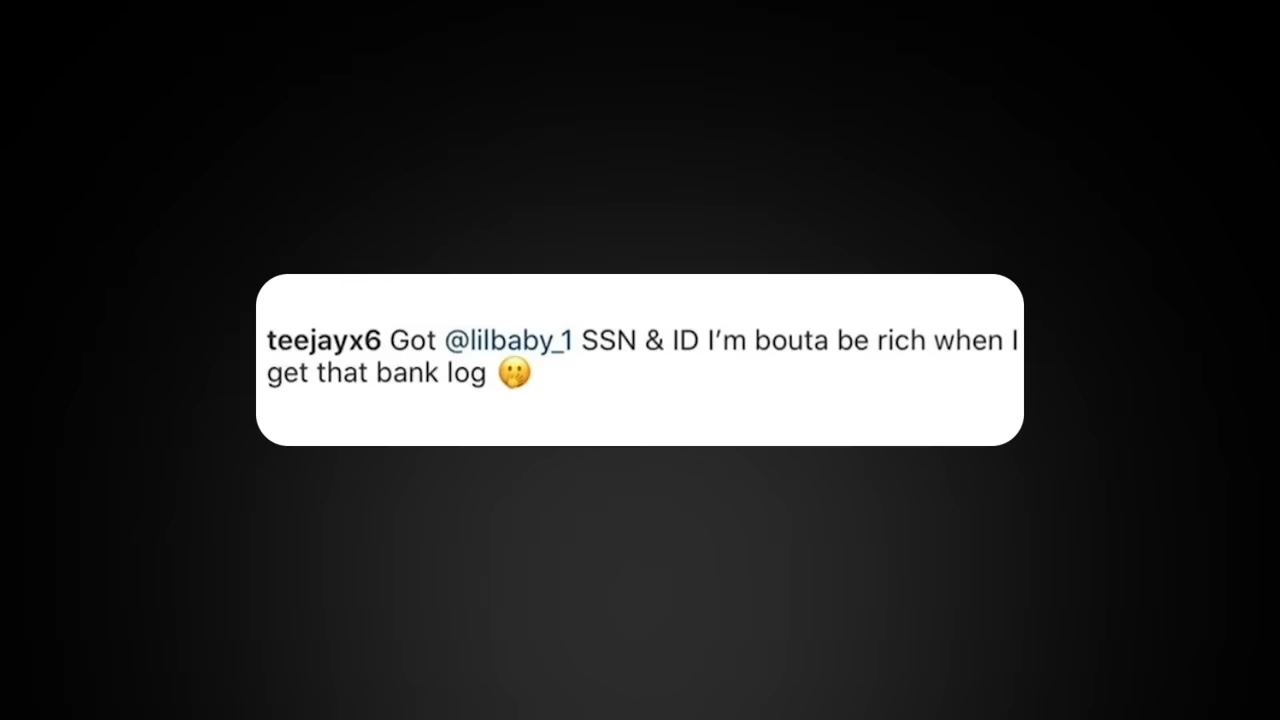 teejayx6 Got @lilbaby_1 SSN & ID I’m bouta be rich when I
get that bank log 🤭